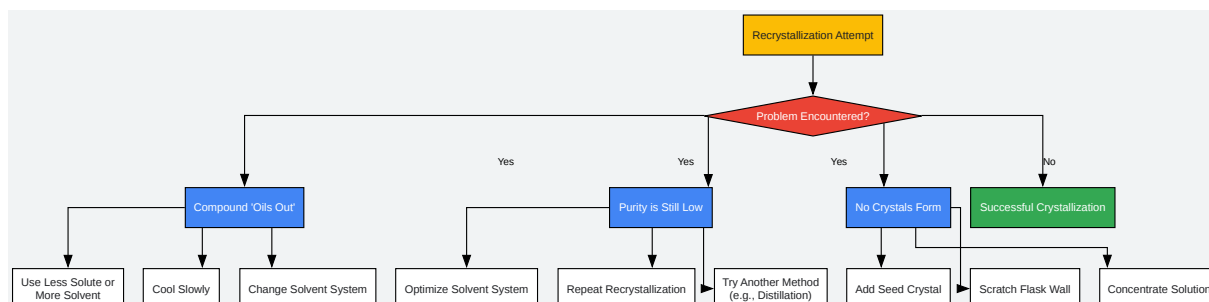 Recrystallization Attempt
Problem Encountered?
Yes
Yes
Yes
No
Compound 'Oils Out'
Purity is Still Low
No Crystals Form
Successful Crystallization
Use Less Solute or
More Solvent
Cool Slowly
Change Solvent System
Optimize Solvent System
Repeat Recrystallization
Try Another Method
(e.g., Distillation)
Add Seed Crystal
Scratch Flask Wall
Concentrate Solution